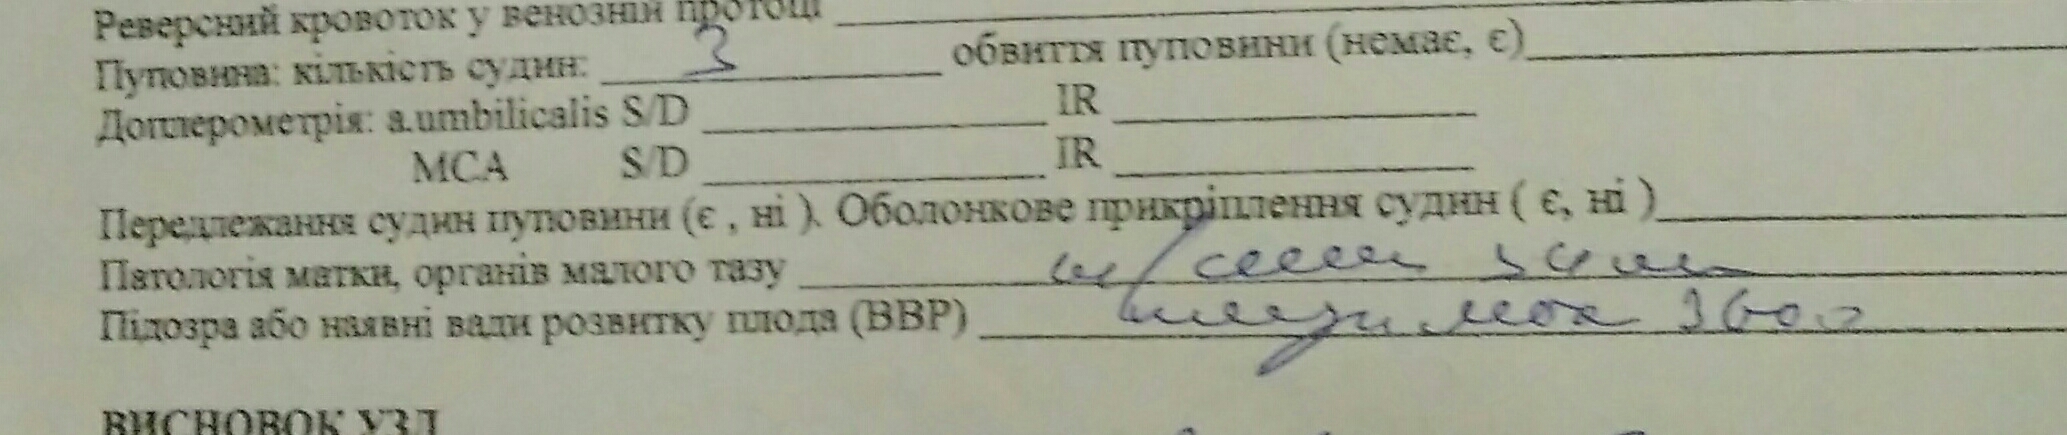 Реверсний кровоток у венозній протоці
Пуповина: кількість судин: 3 обвиття пуповини (немає, є)
Доплерометрія: a.umbilicalis S/D IR
МСА S/D IR
Передлежання судин пуповини (є , ні ). Оболонкове прикріплення судин ( є, ні )
Патологія матки, органів малого тазу
Підозра або наявні вади розвитку плода (ВВР)
ВИСНОВОК УЗД